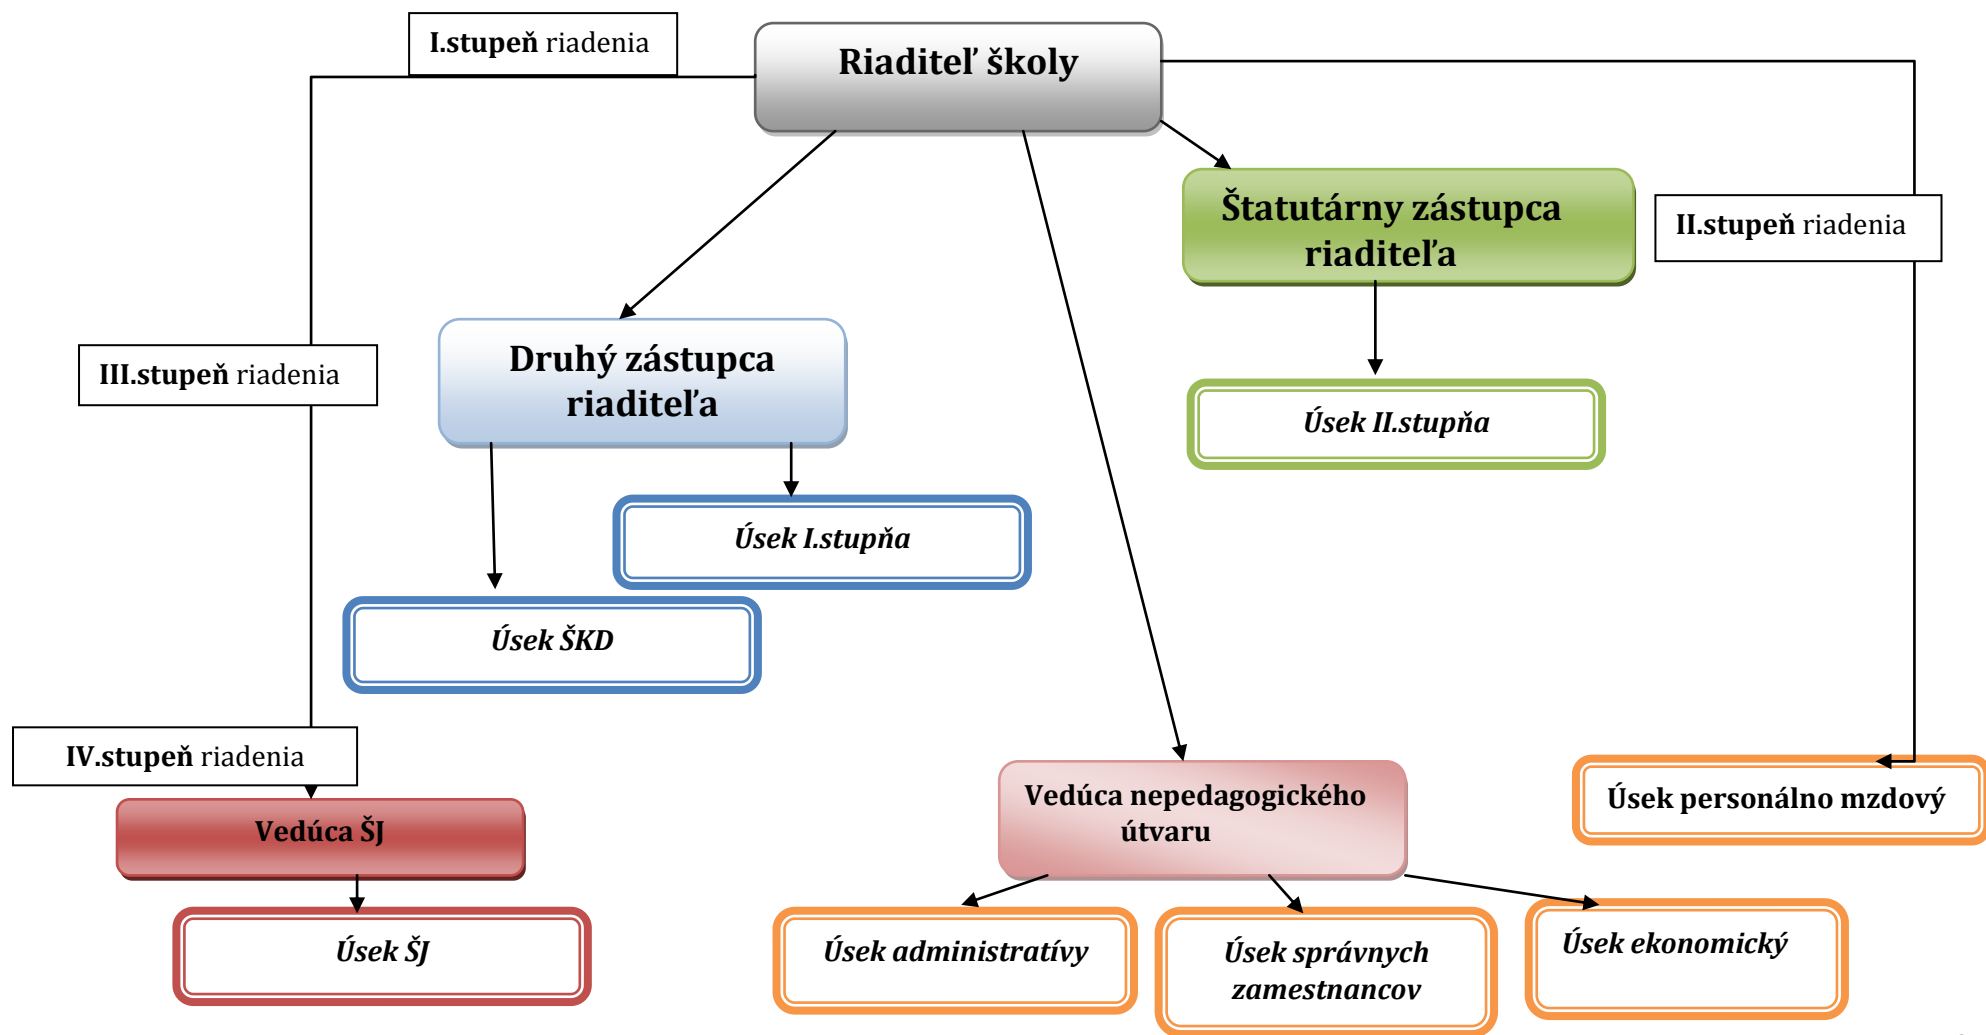 I.stupeň riadenia
Riaditeľ školy
Štatutárny zástupca
riaditeľa
II.stupeň riadenia
III.stupeň riadenia
Druhý zástupca
riaditeľa
Úsek II.stupňa
Úsek I.stupňa
Úsek ŠKD
IV.stupeň riadenia
Vedúca nepedagogického
útvaru
Úsek personálno mzdový
Vedúca ŠJ
Úsek ŠJ
Úsek administratívy
Úsek správnych
zamestnancov
Úsek ekonomický